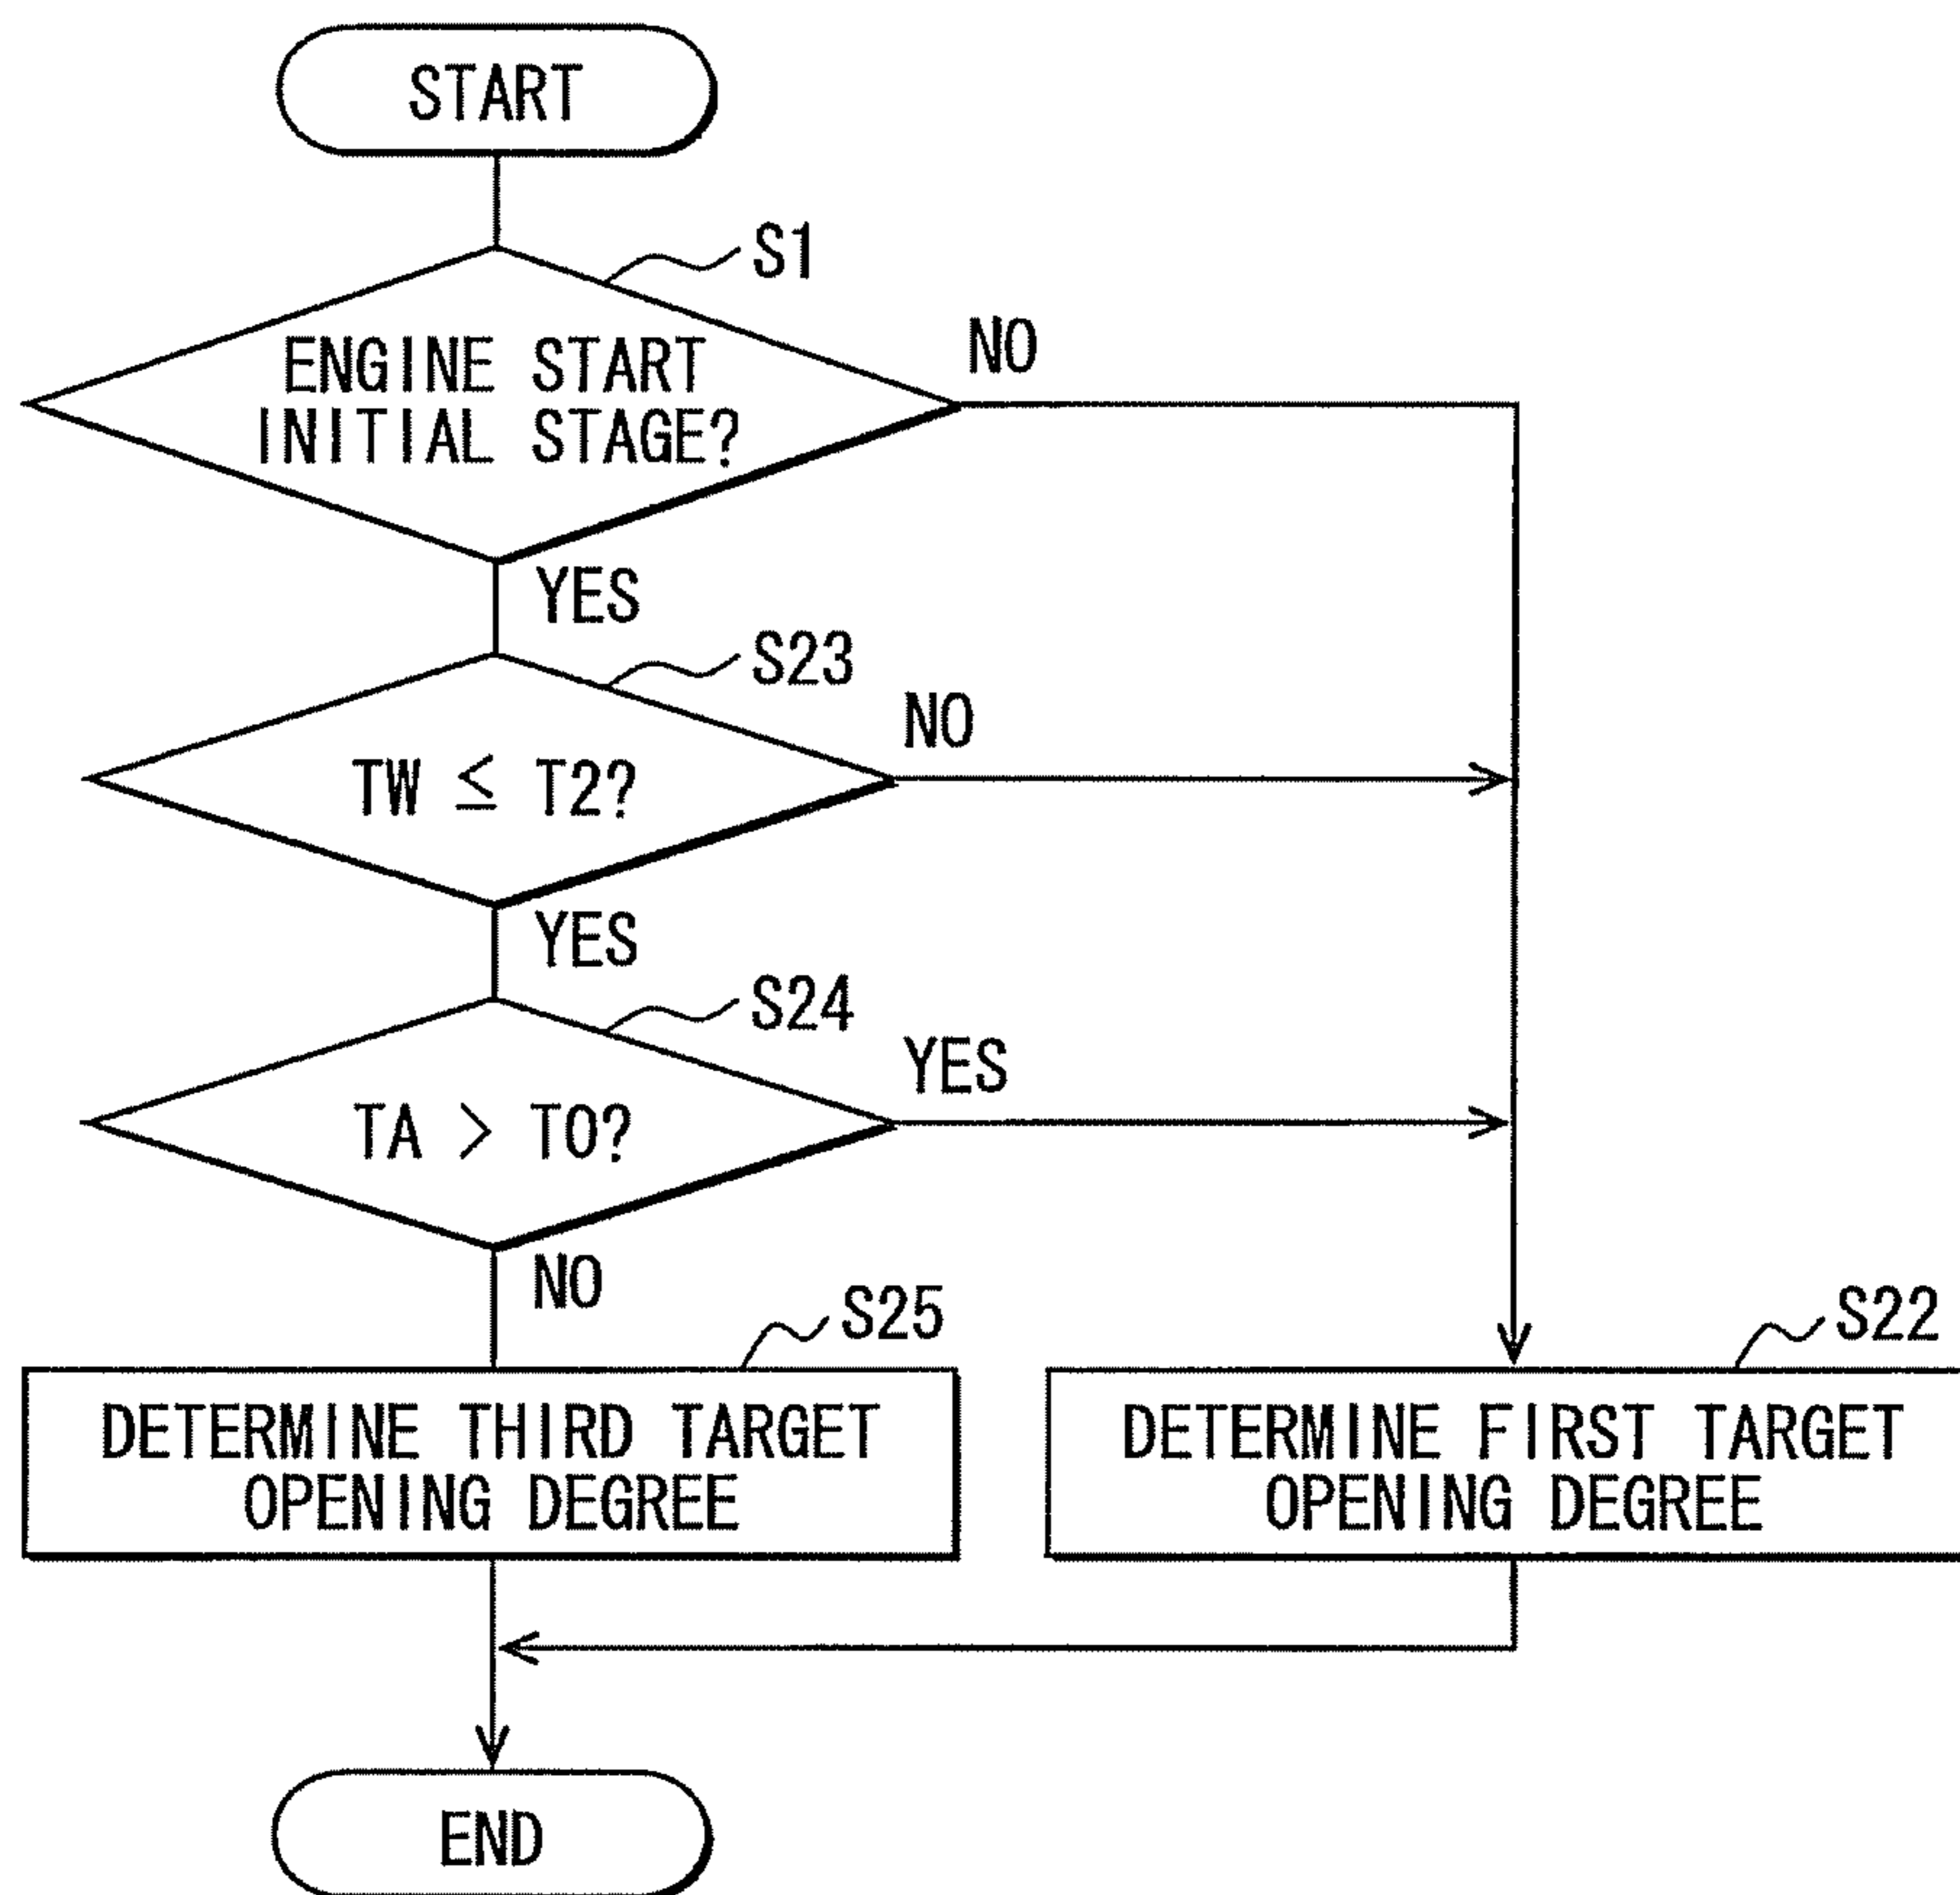 START
S1
ENGINE START
INITIAL STAGE?
NO
YES
S23
TW ≤ T2?
NO
YES
S24
TA > T0?
YES
NO
S25
DETERMINE THIRD TARGET
OPENING DEGREE
S22
DETERMINE FIRST TARGET
OPENING DEGREE
END